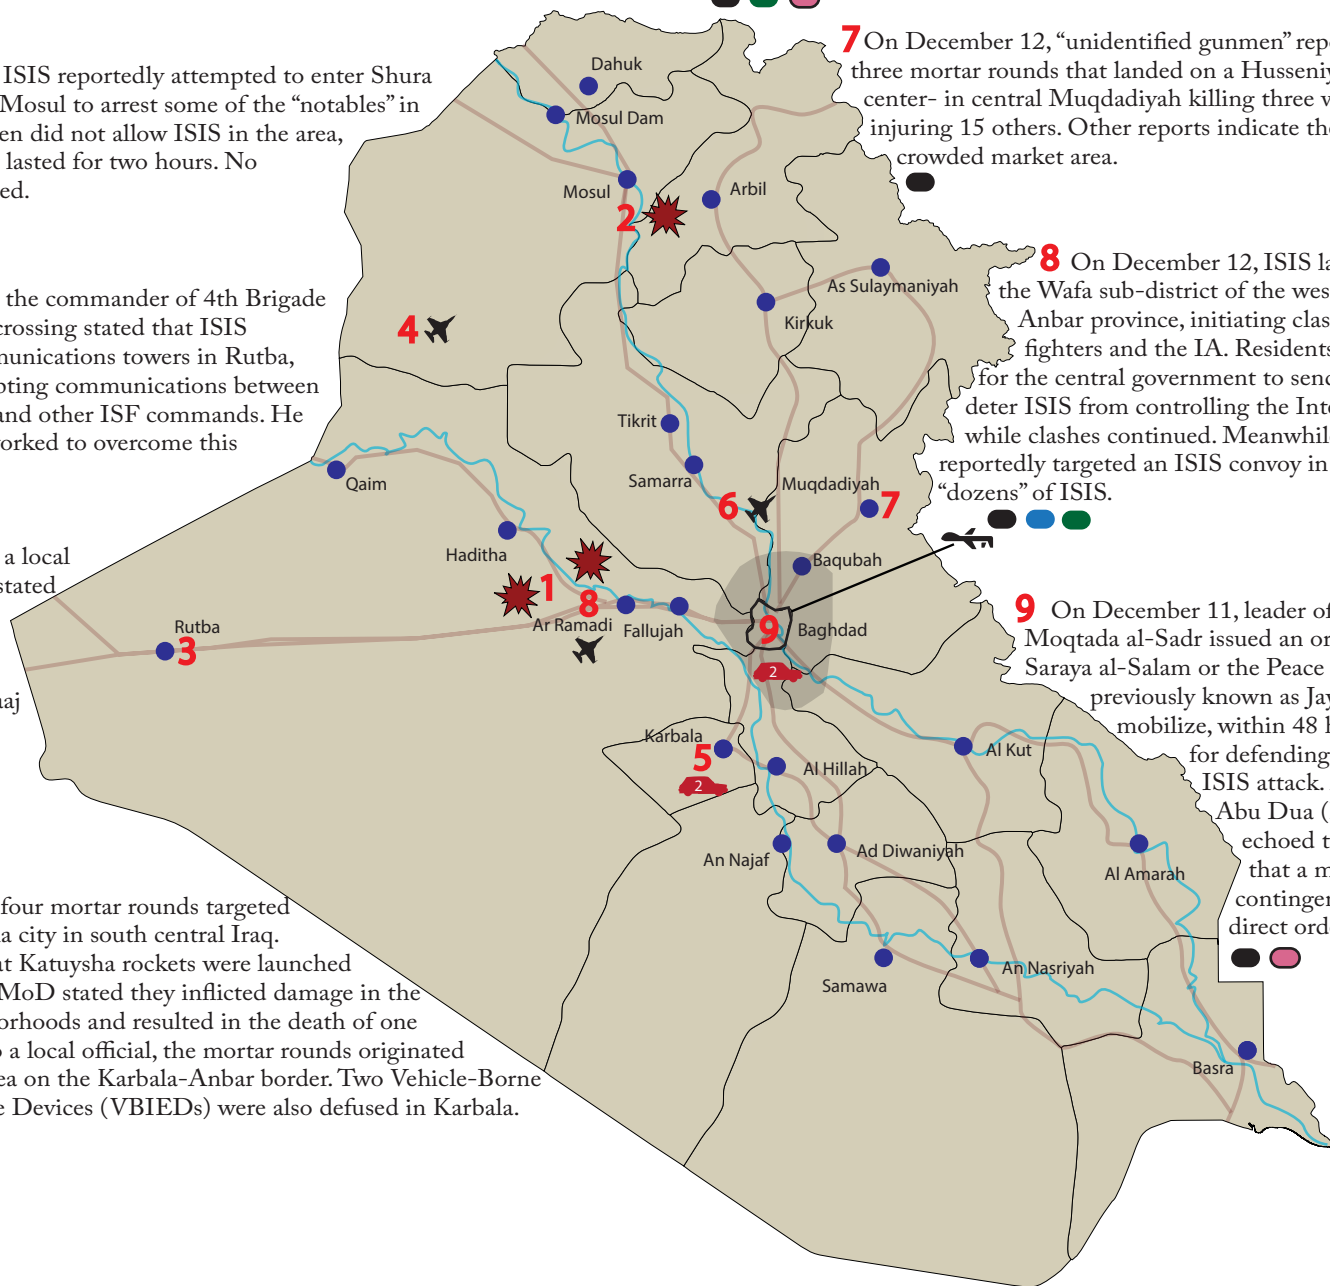 ISIS reportedly attempted to enter Shura
Mosul to arrest some of the “notables” in
en did not allow ISIS in the area,
lasted for two hours. No
ed.
the commander of 4th Brigade
crossing stated that ISIS
munications towers in Rutba,
pting communications between
and other ISF commands. He
worked to overcome this
a local
stated
aj
four mortar rounds targeted
a city in south central Iraq.
at Katuysha rockets were launched
MoD stated they inflicted damage in the
orhoods and resulted in the death of one
o a local official, the mortar rounds originated
ea on the Karbala-Anbar border. Two Vehicle-Borne
e Devices (VBIEDs) were also defused in Karbala.
Dahuk
Mosul Dam
Mosul
2
Arbil
As Sulaymaniyah
Kirkuk
4
Tikrit
Samarra
6
Muqdadiyah
7
Qaim
Haditha
1
8
Ar Ramadi
Fallujah
Baqubah
9
Baghdad
2
Rutba
3
Karbala
5
2
Al Hillah
Al Kut
An Najaf
Ad Diwaniyah
Al Amarah
Samawa
An Nasriyah
Basra
7 On December 12, “unidentified gunmen” rep
three mortar rounds that landed on a Husseniy
center- in central Muqdadiyah killing three
injuring 15 others. Other reports indicate the
crowded market area.
8 On December 12, ISIS la
the Wafa sub-district of the wes
Anbar province, initiating clas
fighters and the IA. Residents
for the central government to send
deter ISIS from controlling the Inte
while clashes continued. Meanwhil
reportedly targeted an ISIS convoy in
“dozens” of ISIS.
9 On December 11, leader of
Moqtada al-Sadr issued an or
Saraya al-Salam or the Peace
previously known as Jay
mobilize, within 48 h
for defending
ISIS attack.
Abu Dua (
echoed t
that a m
contingen
direct ord